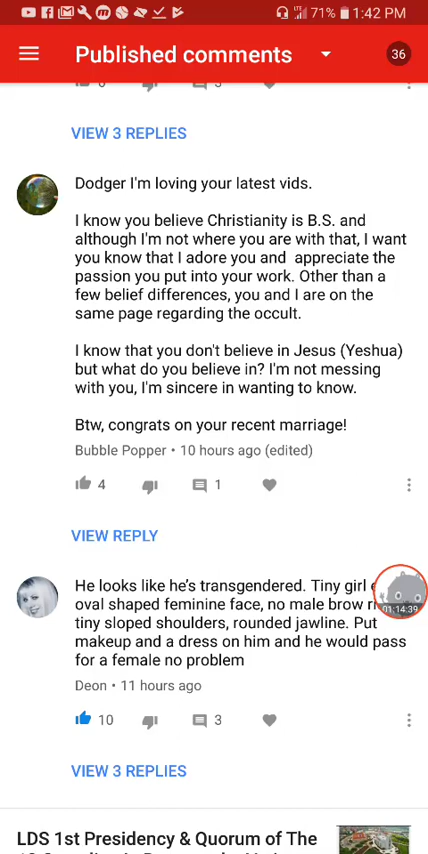 71% 1:42 PM
Published comments
36
VIEW 3 REPLIES
Dodger I'm loving your latest vids.
I know you believe Christianity is B.S. and
although I'm not where you are with that, I want
you know that I adore you and appreciate the
passion you put into your work. Other than a
few belief differences, you and I are on the
same page regarding the occult.
I know that you don't believe in Jesus (Yeshua)
but what do you believe in? I'm not messing
with you, I'm sincere in wanting to know.
Btw, congrats on your recent marriage!
Bubble Popper • 10 hours ago (edited)
4 1
VIEW REPLY
He looks like he's transgendered. Tiny girl
oval shaped feminine face, no male brow
01:14:39
tiny sloped shoulders, rounded jawline. Put
makeup and a dress on him and he would pass
for a female no problem
Deon • 11 hours ago
10 3
VIEW 3 REPLIES
LDS 1st Presidency & Quorum of The